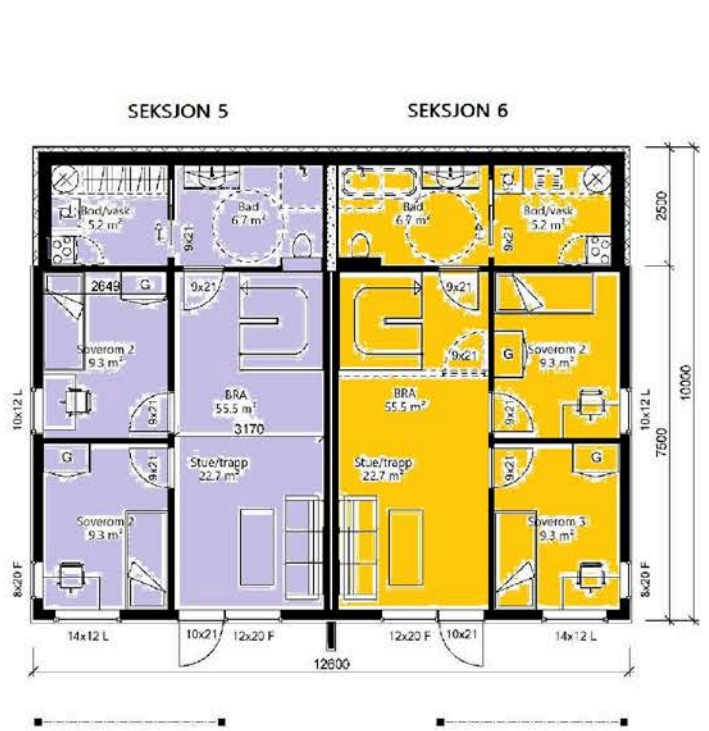 SEKSJON 5
SEKSJON 6
Bod/vask
5.2 m²
9x21
Bad
6.7 m²
Bad
6.7 m²
9x21
Bod/vask
5.2 m²
2500
2649
G
9x21
9x21
Soverom 2
9.3 m²
9x21
G
Soverom 2
9.3 m²
10x12 L
9x21
BRA
55.5 m²
3170
BRA
55.5 m²
9x21
10x12 L
7500
10000
G
9x21
Stue/trapp
22.7 m²
Stue/trapp
22.7 m²
9x21
G
Soverom 2
9.3 m²
Soverom 3
9.3 m²
8x20 F
8x20 F
14x12 L
10x21
12x20 F
12x20 F
10x21
14x12 L
12600